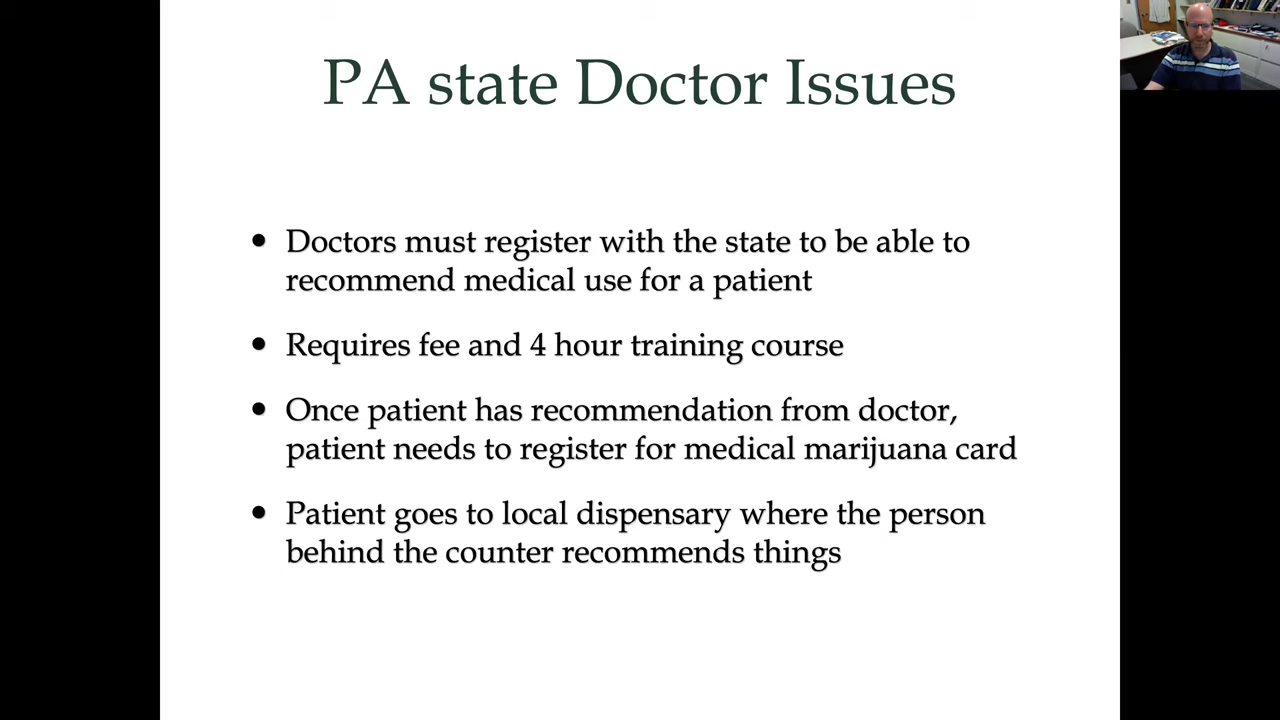 PA state Doctor Issues
• Doctors must register with the state to be able to
recommend medical use for a patient
• Requires fee and 4 hour training course
• Once patient has recommendation from doctor,
patient needs to register for medical marijuana card
• Patient goes to local dispensary where the person
behind the counter recommends things